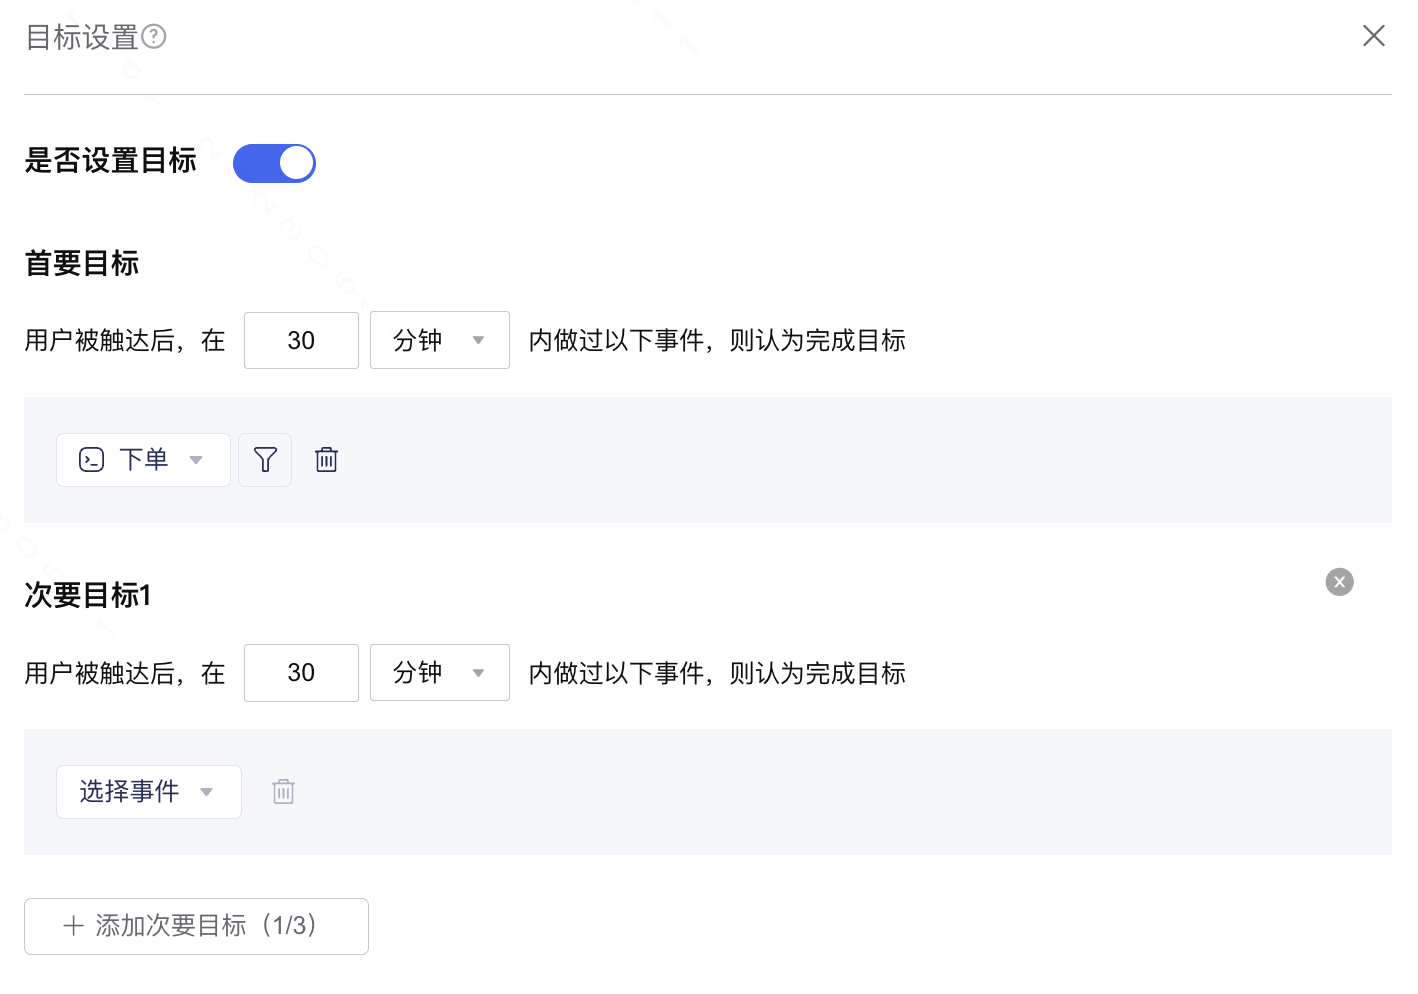 目标设置
是否设置目标
首要目标
用户被触达后，在 30 分钟 内做过以下事件，则认为完成目标
下单
次要目标1
用户被触达后，在 30 分钟 内做过以下事件，则认为完成目标
选择事件
添加次要目标（1/3）